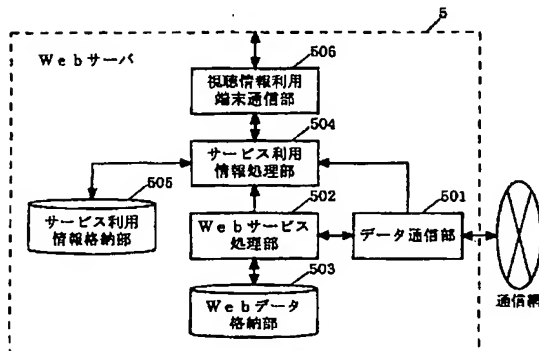 5
Webサーバ
506
視聴情報利用
端末通信部
504
サービス利用
情報処理部
505
サービス利用
情報格納部
502
Webサービス
処理部
501
データ通信部
503
Webデータ
格納部
通信網